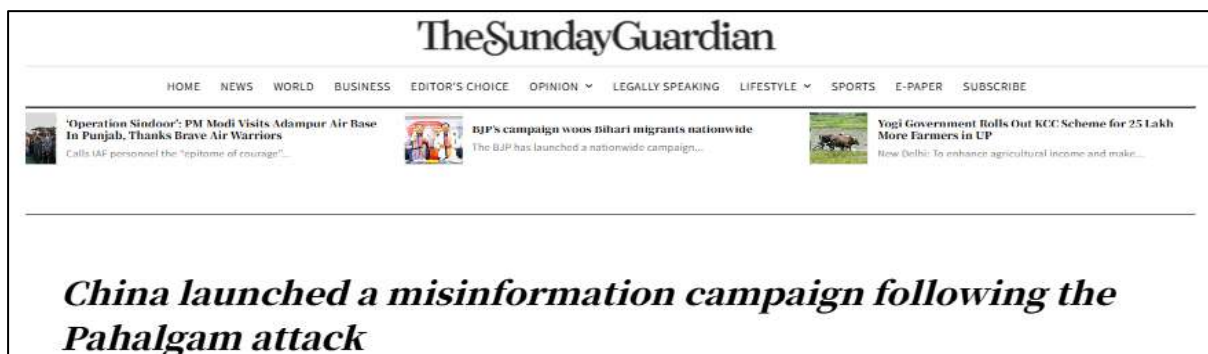 TheSundayGuardian
HOME NEWS WORLD BUSINESS EDITOR'S CHOICE OPINION LEGALLY SPEAKING LIFESTYLE SPORTS E-PAPER SUBSCRIBE
'Operation Sindoor': PM Modi Visits Adampur Air Base
In Punjab, Thanks Brave Air Warriors
Calls IAF personnel the "epitome of courage"...
BJP's campaign woos Bihari migrants nationwide
The BJP has launched a nationwide campaign...
Yogi Government Rolls Out KCC Scheme for 25 Lakh
More Farmers in UP
New Delhi: To enhance agricultural income and make...
China launched a misinformation campaign following the
Pahalgam attack